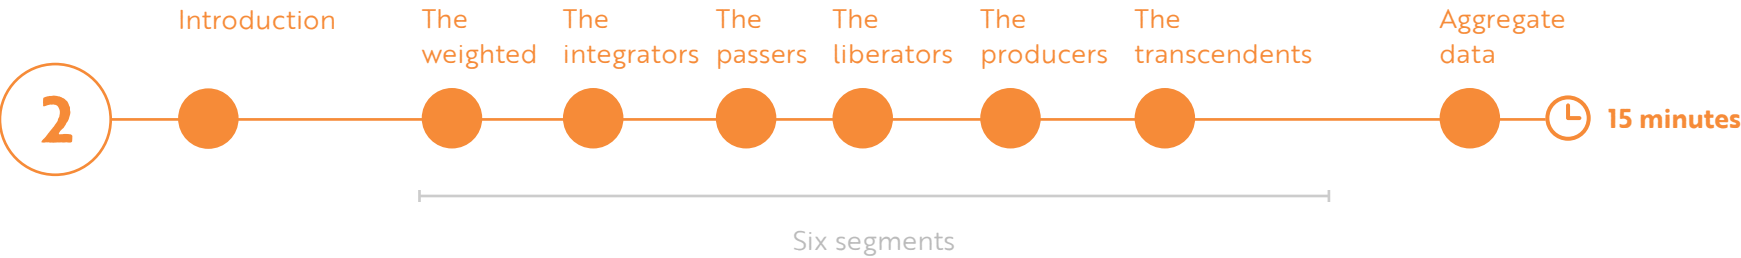 Introduction
The
weighted
The
integrators
The
passers
The
liberators
The
producers
The
transcendents
Aggregate
data
2
15 minutes
Six segments